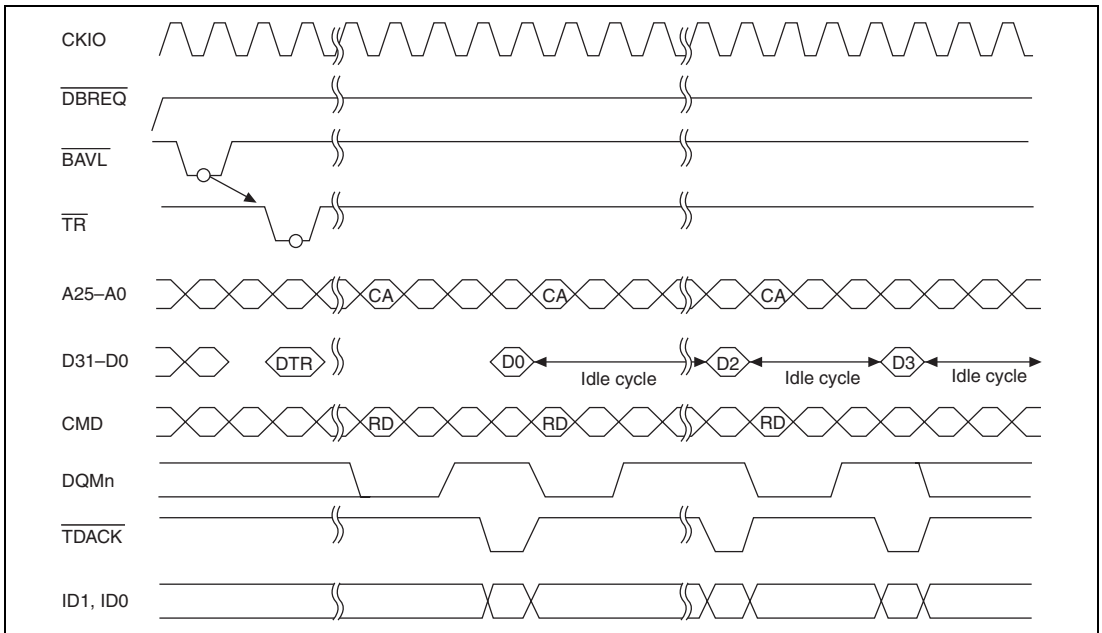 CKIO
DBREQ
BAVL
TR
A25–A0 CA CA CA
D31–D0 DTR D0 Idle cycle D2 Idle cycle D3 Idle cycle
CMD RD RD RD
DQMn
TDACK
ID1, ID0